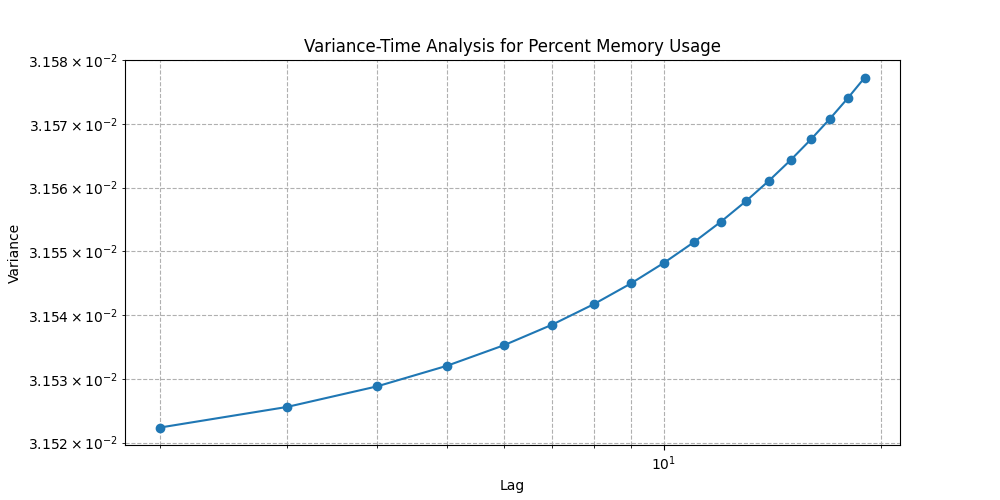 Variance-Time Analysis for Percent Memory Usage
3.158 × 10⁻²
3.157 × 10⁻²
3.156 × 10⁻²
3.155 × 10⁻²
3.154 × 10⁻²
3.153 × 10⁻²
3.152 × 10⁻²
Variance
10¹
Lag